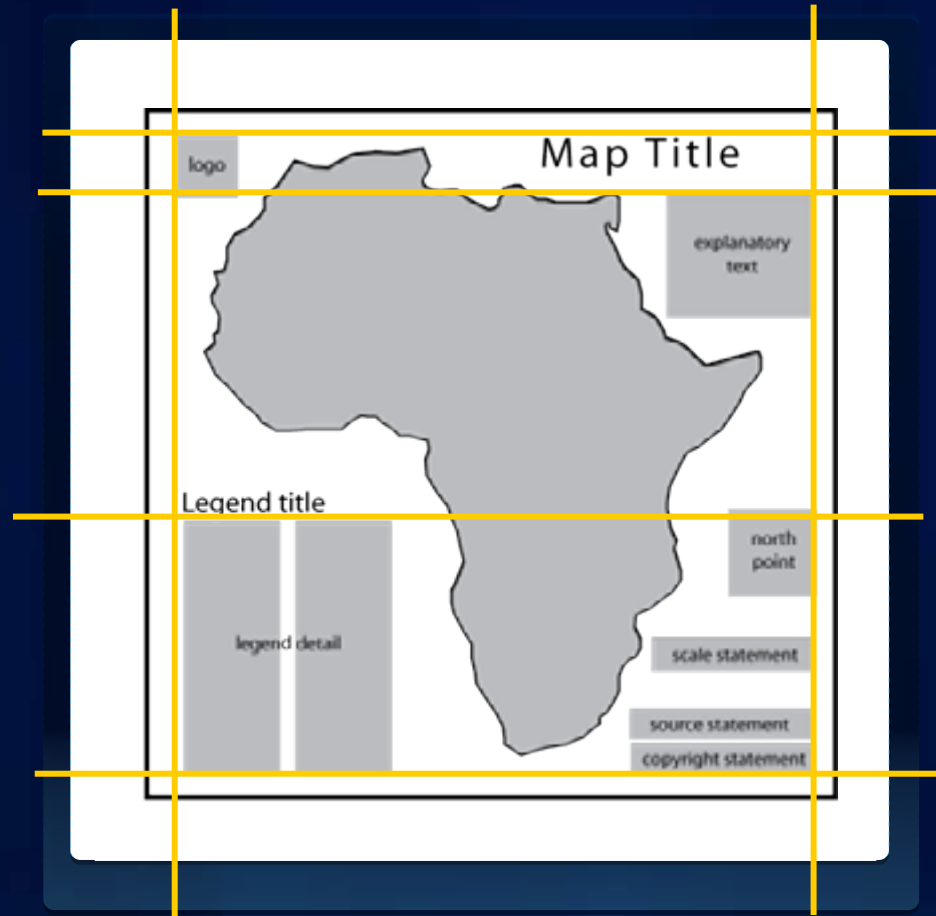 logo
Map Title
explanatory
text
Legend title
north
point
legend detail
scale statement
source statement
copyright statement